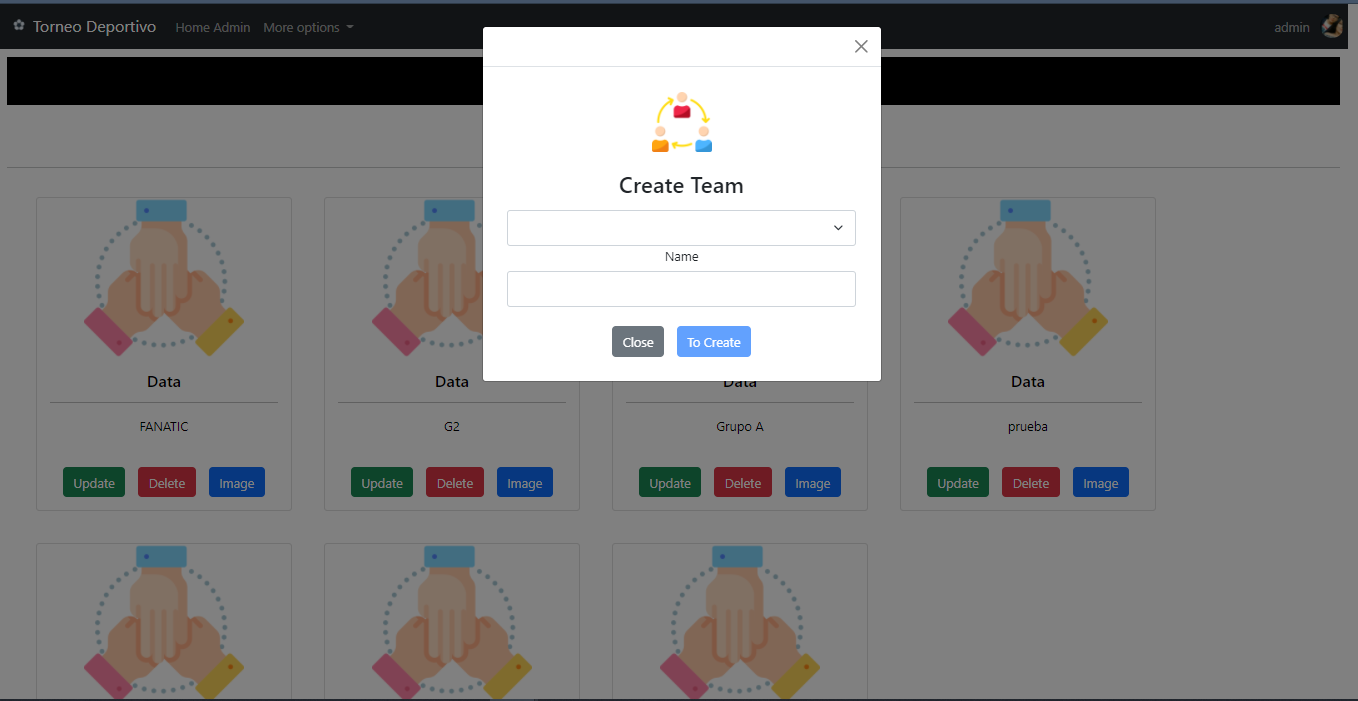 Torneo Deportivo Home Admin More options admin
Create Team
Name
Close To Create
Data Data Data Data
FANATIC G2 Grupo A prueba
Update Delete Image Update Delete Image Update Delete Image Update Delete Image